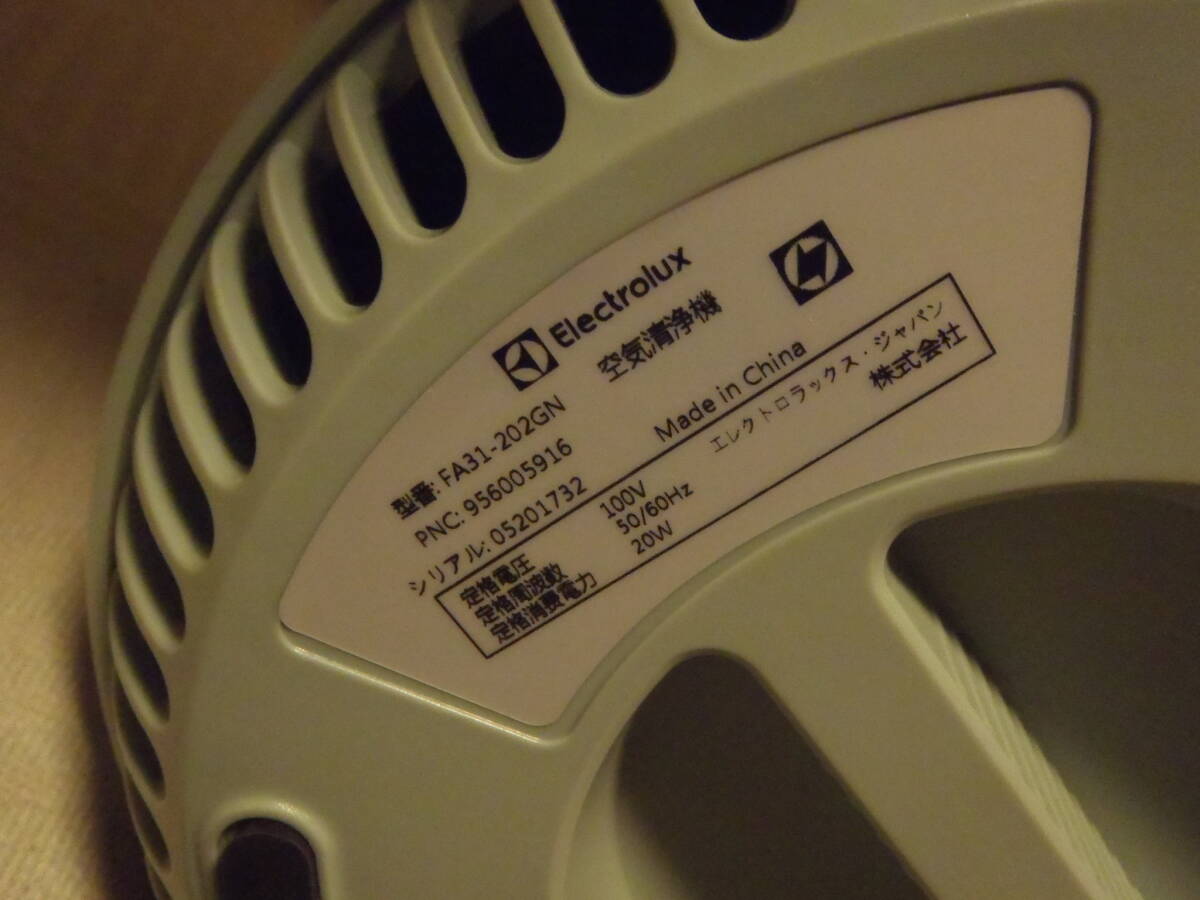 Electrolux
空気清浄機
型番: FA31-202GN
PNC: 956005916
シリアル: 05201732
Made in China
定格電圧 100V
定格周波数 50/60Hz
定格消費電力 20W
エレクトロラックス・ジャパン
株式会社